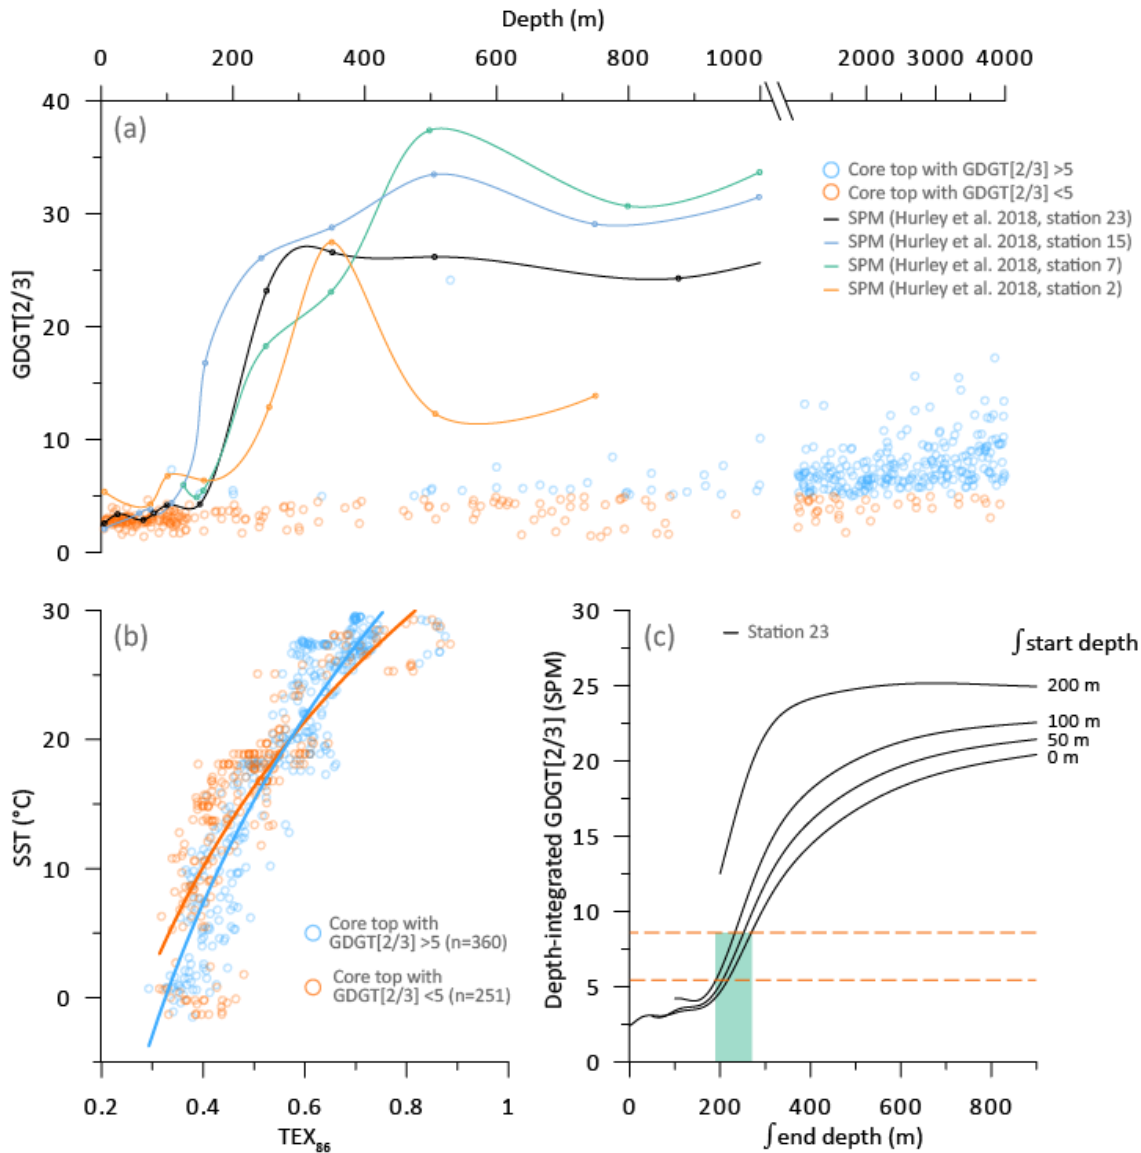 Depth (m)
0 200 400 600 800 1000 2000 3000 4000
40
30
20
10
0
GDGT[2/3]
(a)
Core top with GDGT[2/3] >5
Core top with GDGT[2/3] <5
SPM (Hurley et al. 2018, station 23)
SPM (Hurley et al. 2018, station 15)
SPM (Hurley et al. 2018, station 7)
SPM (Hurley et al. 2018, station 2)
30
20
10
0
SST (°C)
(b)
Core top with
GDGT[2/3] >5 (n=360)
Core top with
GDGT[2/3] <5 (n=251)
0.2 0.4 0.6 0.8 1
TEX₈₆
30
25
20
15
10
5
0
Depth-integrated GDGT[2/3] (SPM)
(c)
Station 23
∫start depth
200 m
100 m
50 m
0 m
0 200 400 600 800
∫end depth (m)